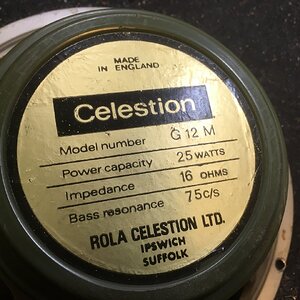 MADE
IN ENGLAND
Celestion
Model number G 12 M
Power capacity 25 WATTS
Impedance 16 OHMS
Bass resonance 75c/s
ROLA CELESTION LTD.
IPSWICH
SUFFOLK